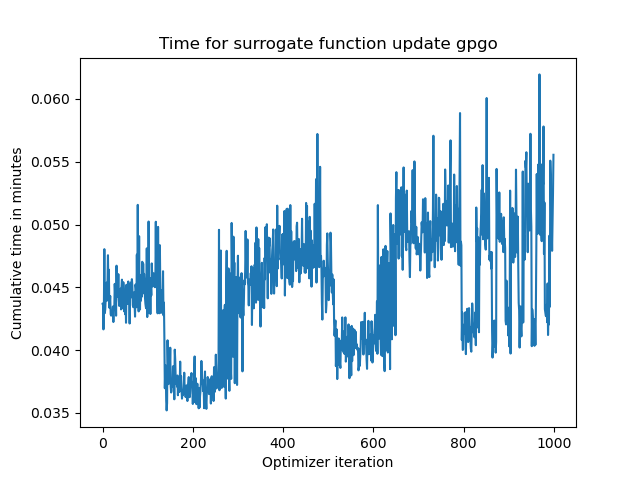 Time for surrogate function update gpgo
0.060
0.055
0.050
0.045
0.040
0.035
Cumulative time in minutes
0 200 400 600 800 1000
Optimizer iteration